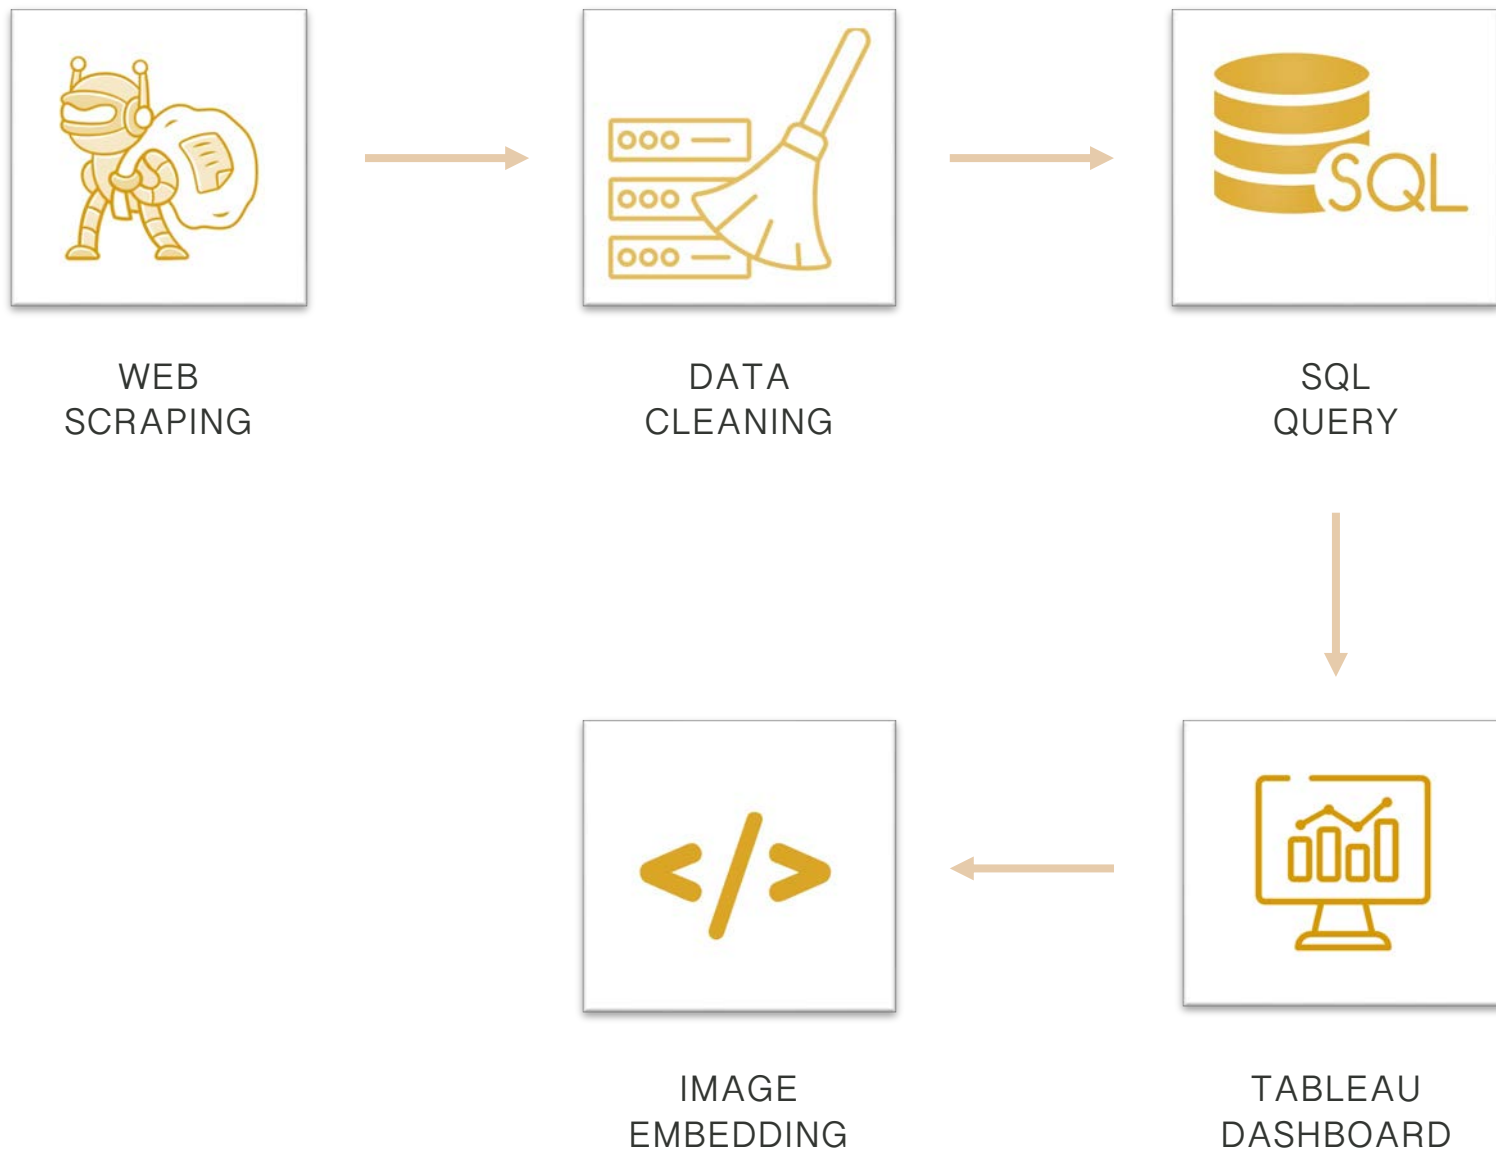 SQL
WEB
SCRAPING
DATA
CLEANING
SQL
QUERY
IMAGE
EMBEDDING
TABLEAU
DASHBOARD